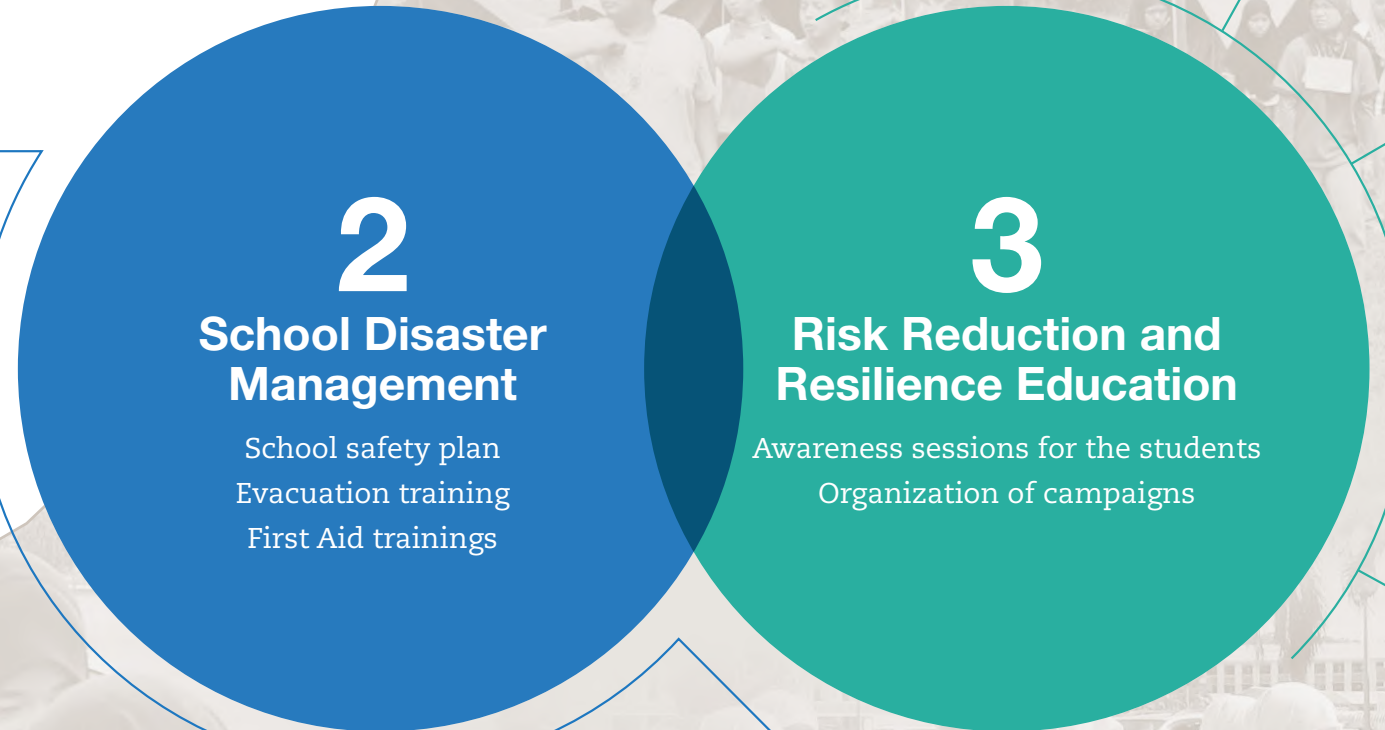 2
School Disaster
Management
School safety plan
Evacuation training
First Aid trainings
3
Risk Reduction and
Resilience Education
Awareness sessions for the students
Organization of campaigns